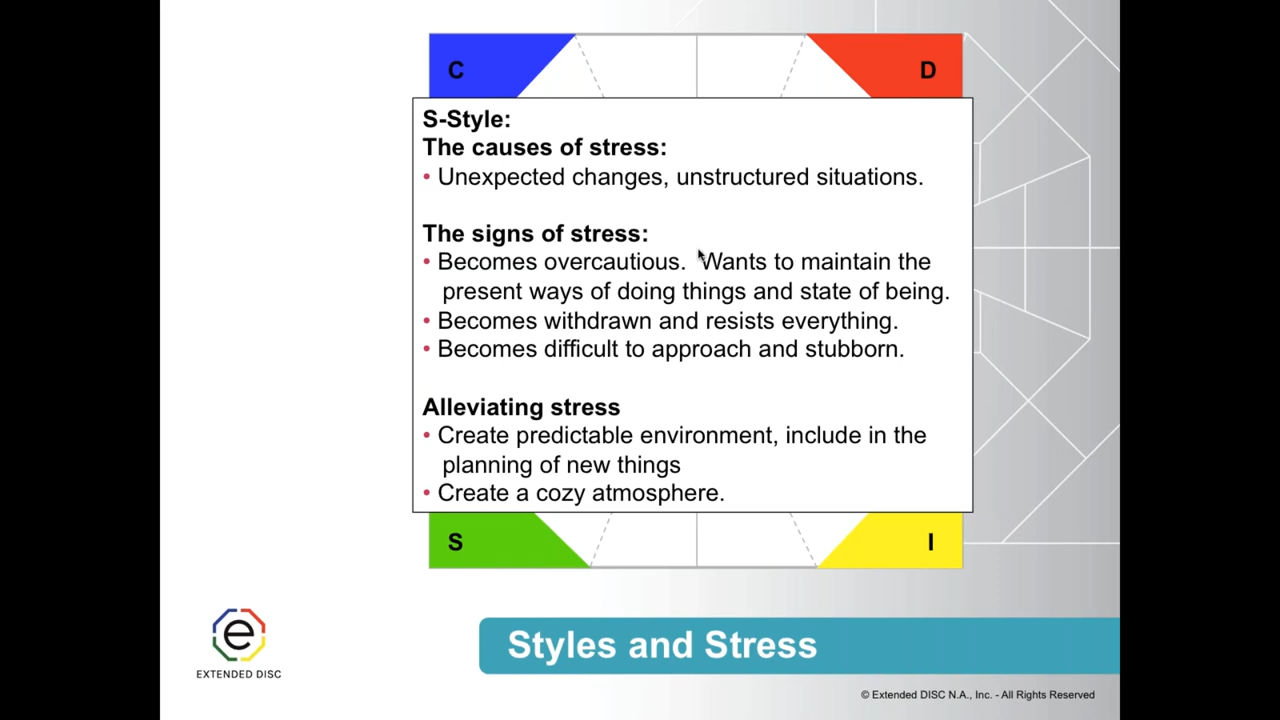 C
D
S-Style:
The causes of stress:
• Unexpected changes, unstructured situations.
The signs of stress:
• Becomes overcautious.  Wants to maintain the
present ways of doing things and state of being.
• Becomes withdrawn and resists everything.
• Becomes difficult to approach and stubborn.
Alleviating stress
• Create predictable environment, include in the
planning of new things
• Create a cozy atmosphere.
S
I
e
EXTENDED DISC
Styles and Stress
© Extended DISC N.A., Inc. - All Rights Reserved